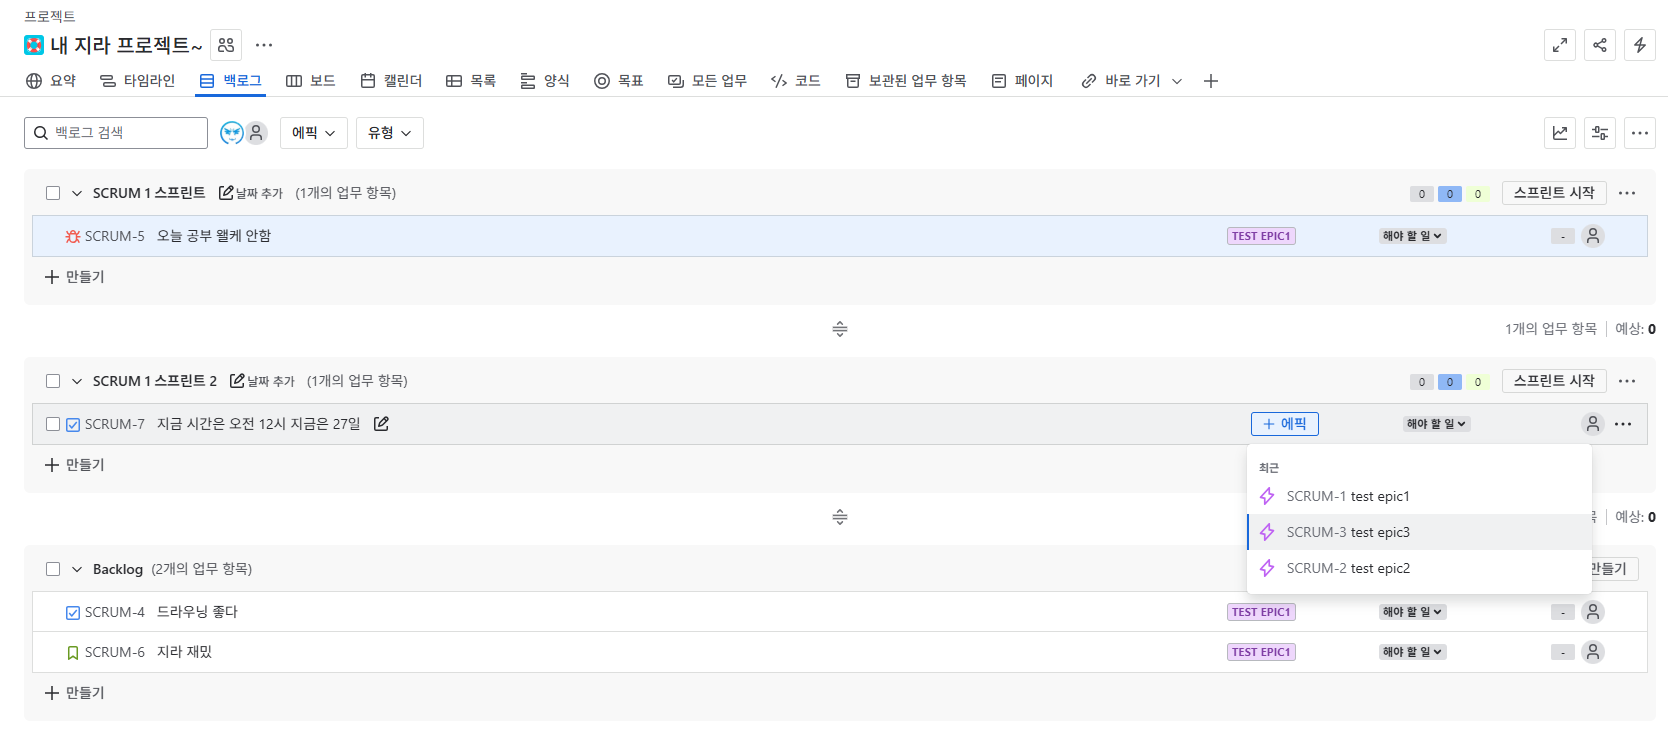 프로젝트
내 지라 프로젝트~
요약 타임라인 백로그 보드 캘린더 목록 양식 목표 모든 업무 코드 보관된 업무 항목 페이지 바로 가기
백로그 검색 에픽 유형
SCRUM 1 스프린트 날짜 추가 (1개의 업무 항목) 0 0 0 스프린트 시작
SCRUM-5 오늘 공부 왤케 안함 TEST EPIC1 해야 할 일 -
만들기
1개의 업무 항목 예상: 0
SCRUM 1 스프린트 2 날짜 추가 (1개의 업무 항목) 0 0 0 스프린트 시작
SCRUM-7 지금 시간은 오전 12시 지금은 27일 에픽 해야 할 일
만들기
최근
SCRUM-1 test epic1
예상: 0
SCRUM-3 test epic3
SCRUM-2 test epic2
Backlog (2개의 업무 항목) 만들기
SCRUM-4 드라우닝 좋다 TEST EPIC1 해야 할 일 -
SCRUM-6 지라 재밌 TEST EPIC1 해야 할 일 -
만들기